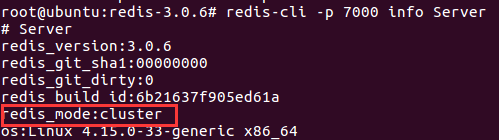 root@ubuntu:redis-3.0.6# redis-cli -p 7000 info Server
# Server
redis_version:3.0.6
redis_git_sha1:00000000
redis_git_dirty:0
redis_build_id:6b21637f905ed61a
redis_mode:cluster
os:Linux 4.15.0-33-generic x86_64